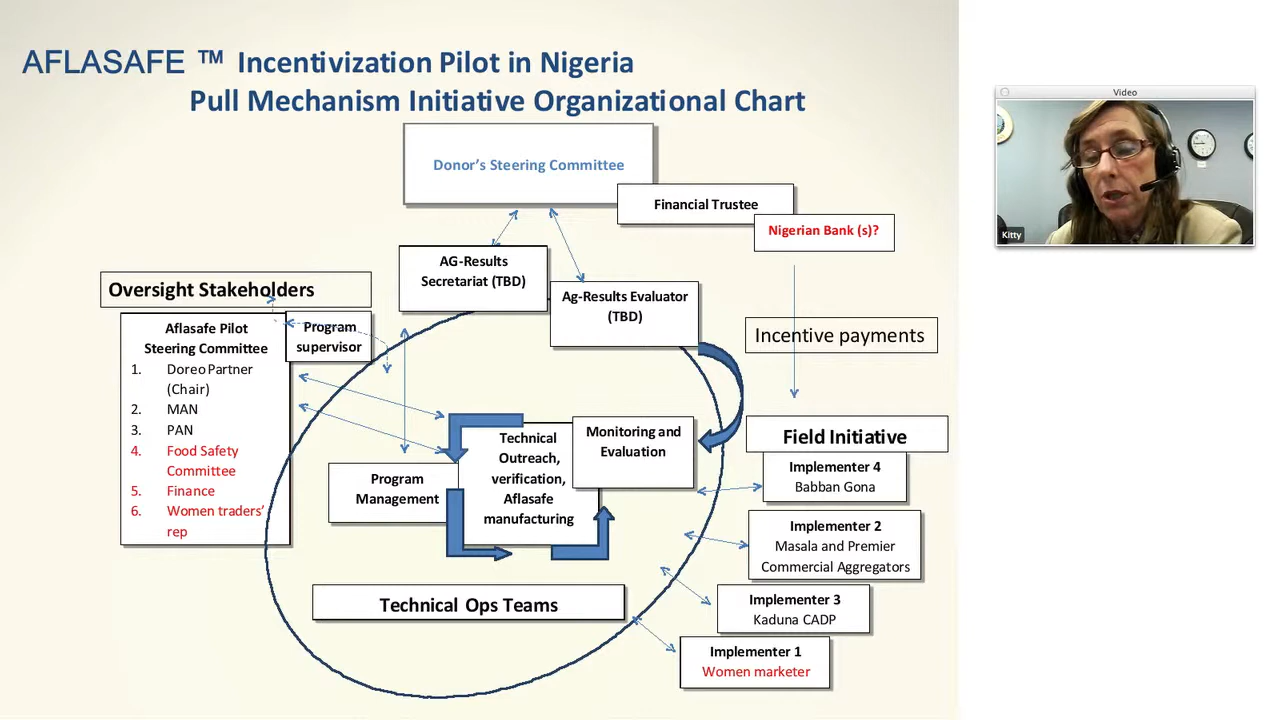 AFLASAFE ™ Incentivization Pilot in Nigeria
Pull Mechanism Initiative Organizational Chart
Video
Kitty
Donor's Steering Committee
Financial Trustee
Nigerian Bank (s)?
AG-Results
Secretariat (TBD)
Ag-Results Evaluator
(TBD)
Oversight Stakeholders
Program
supervisor
Aflasafe Pilot
Steering Committee
1. Doreo Partner
(Chair)
2. MAN
3. PAN
4. Food Safety
Committee
5. Finance
6. Women traders'
rep
Incentive payments
Technical
Outreach,
verification,
Aflasafe
manufacturing
Monitoring and
Evaluation
Program
Management
Technical Ops Teams
Field Initiative
Implementer 4
Babban Gona
Implementer 2
Masala and Premier
Commercial Aggregators
Implementer 3
Kaduna CADP
Implementer 1
Women marketer